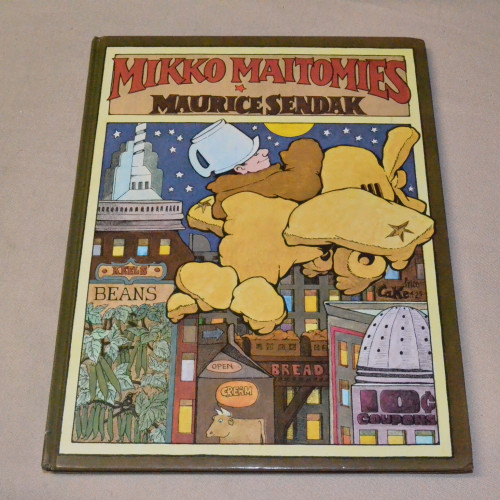 MIKKO MAITOMIES
MAURICE SENDAK
BEANS
CAKE
OPEN
BREAD
CREAM
10¢
COUPONS